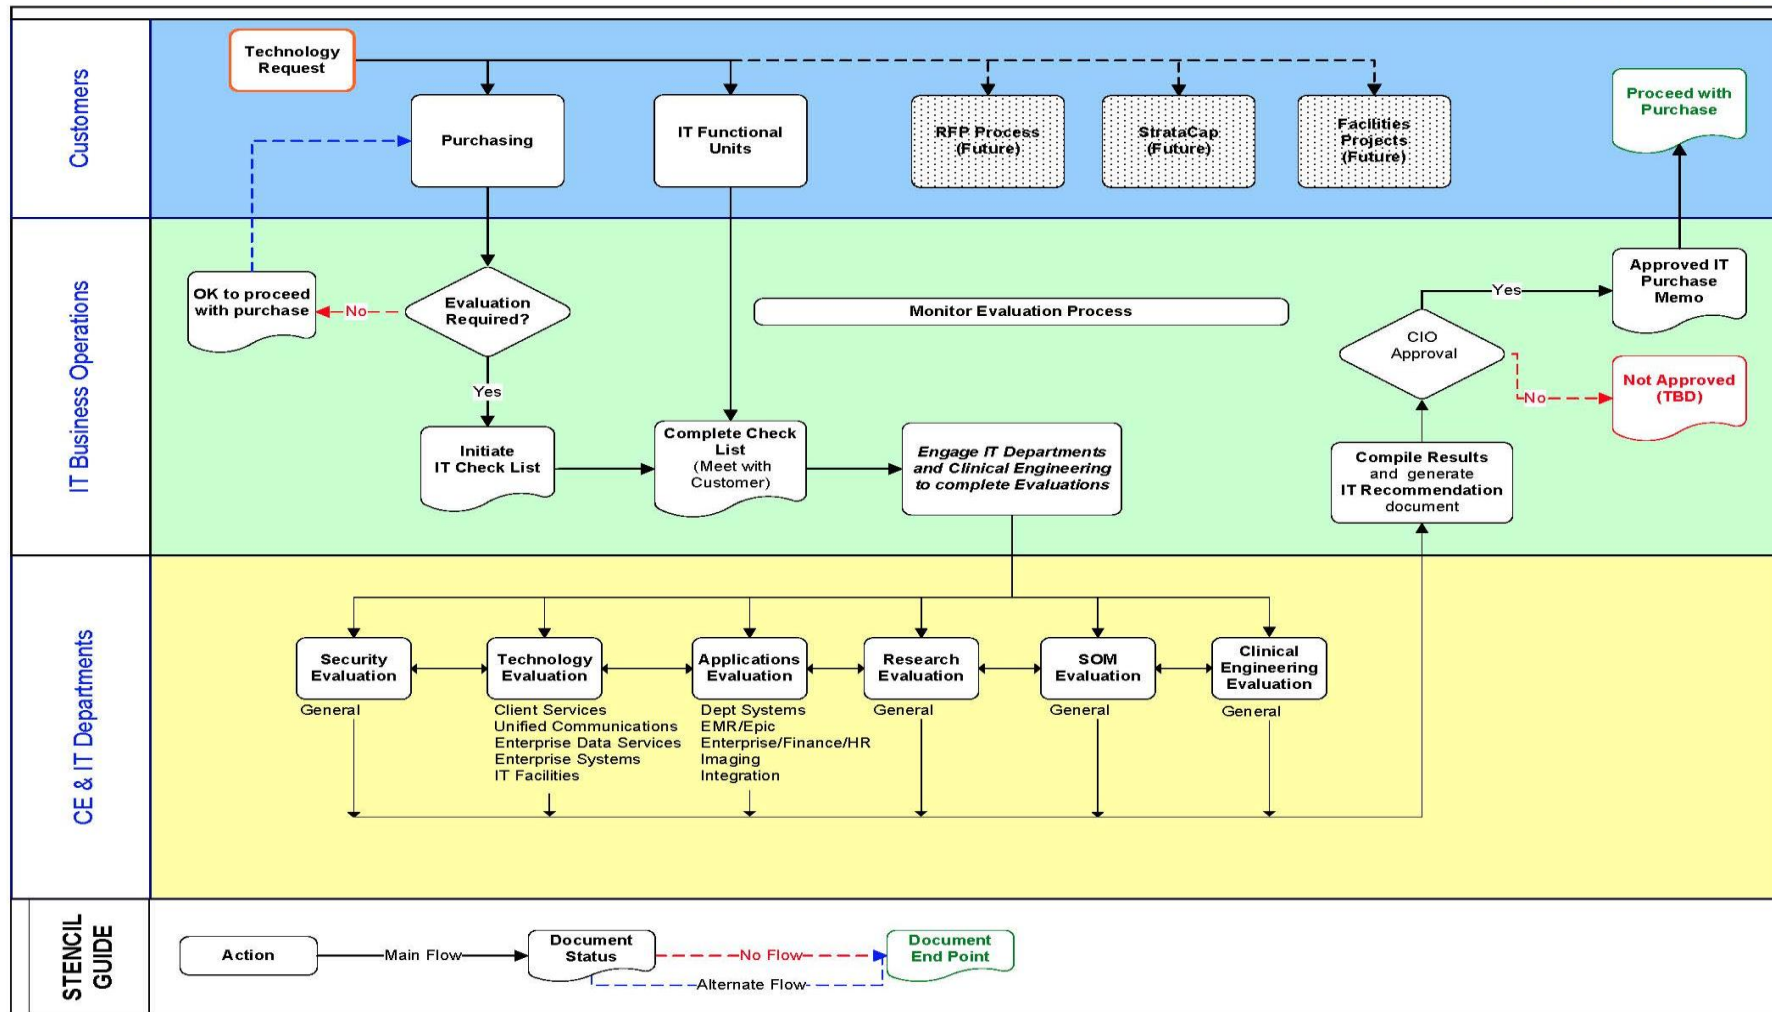 Customers
Technology
Request
Purchasing
IT Functional
Units
RFP Process
(Future)
StrataCap
(Future)
Facilities
Projects
(Future)
Proceed with
Purchase
IT Business Operations
OK to proceed
with purchase
No
Evaluation
Required?
Yes
Initiate
IT Check List
Complete Check
List
(Meet with
Customer)
Monitor Evaluation Process
Engage IT Departments
and Clinical Engineering
to complete Evaluations
CIO
Approval
Yes
No
Approved IT
Purchase
Memo
Not Approved
(TBD)
Compile Results
and generate
IT Recommendation
document
CE & IT Departments
Security
Evaluation
General
Technology
Evaluation
Client Services
Unified Communications
Enterprise Data Services
Enterprise Systems
IT Facilities
Applications
Evaluation
Dept Systems
EMR/Epic
Enterprise/Finance/HR
Imaging
Integration
Research
Evaluation
General
SOM
Evaluation
General
Clinical
Engineering
Evaluation
General
STENCIL
GUIDE
Action
Main Flow
Document
Status
No Flow
Alternate Flow
Document
End Point